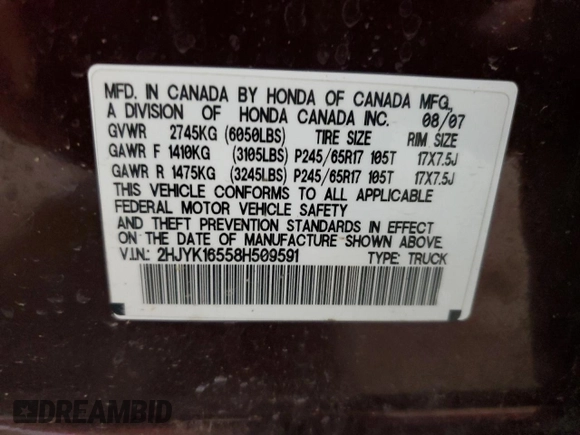 MFD. IN CANADA BY HONDA OF CANADA MFG.,
A DIVISION OF HONDA CANADA INC. 08/07
GVWR 2745KG (6050LBS) TIRE SIZE RIM SIZE
GAWR F 1410KG (3105LBS) P245/65R17 105T 17X7.5J
GAWR R 1475KG (3245LBS) P245/65R17 105T 17X7.5J
THIS VEHICLE CONFORMS TO ALL APPLICABLE
FEDERAL MOTOR VEHICLE SAFETY
AND THEFT PREVENTION STANDARDS IN EFFECT
ON THE DATE OF MANUFACTURE SHOWN ABOVE.
V.I.N.: 2HJYK16558H509591 TYPE: TRUCK
DREAMBID